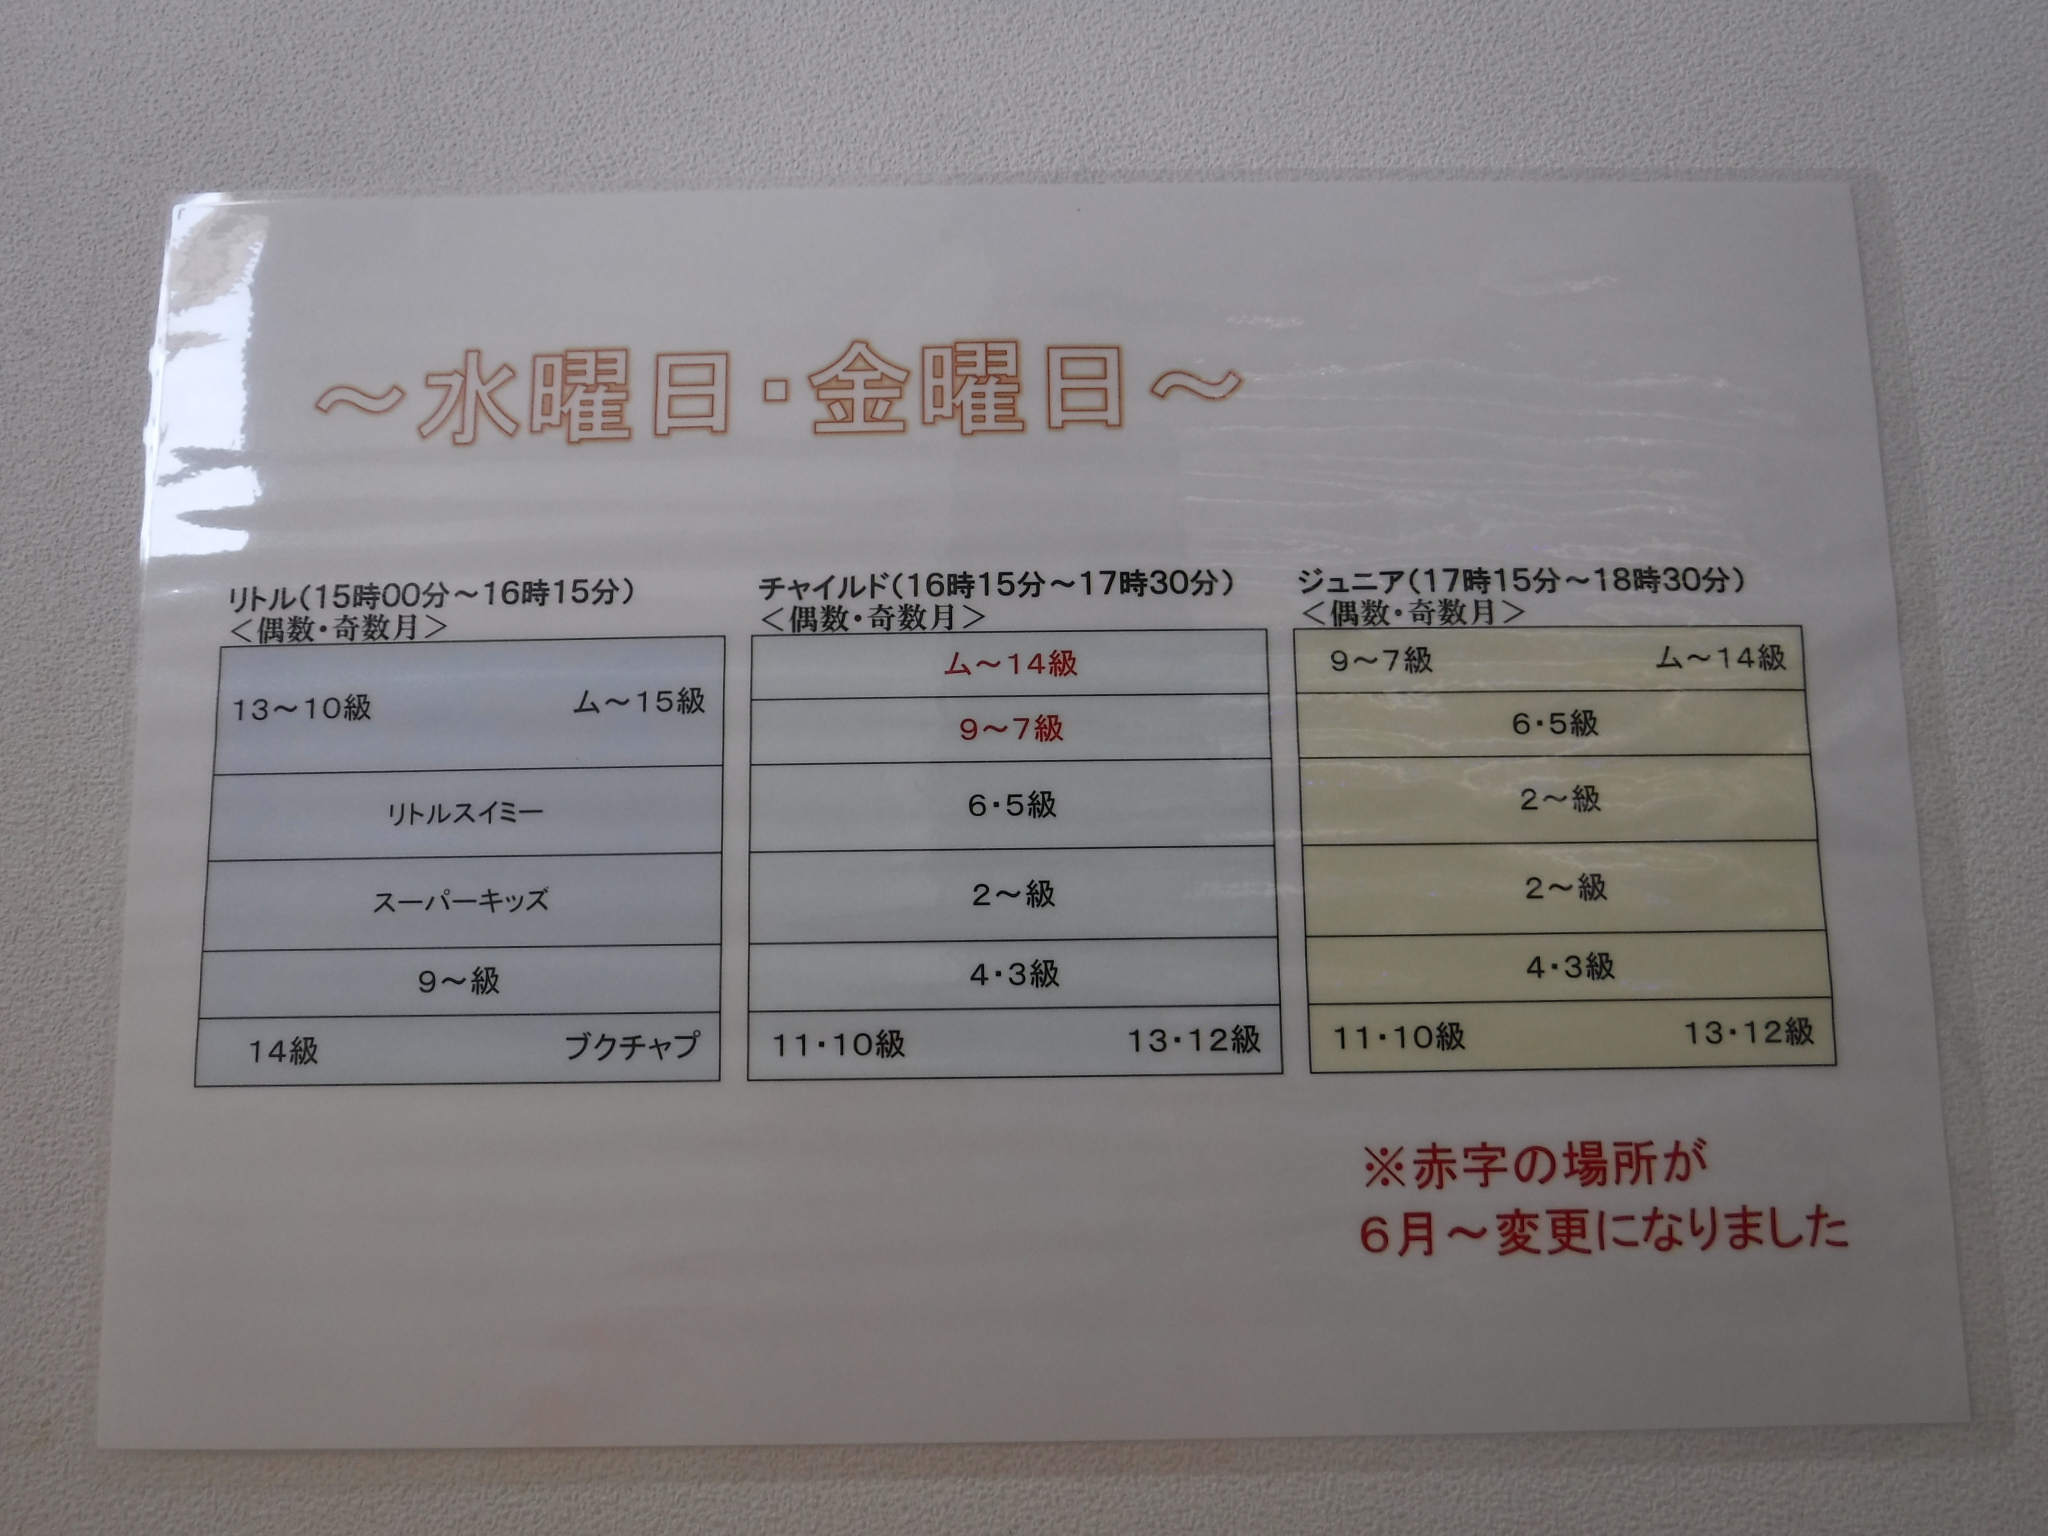 ～水曜日・金曜日～
リトル（15時00分～16時15分）
＜偶数・奇数月＞
13～10級 ム～15級
リトルスイミー
スーパーキッズ
9～級
14級 ブクチャプ
チャイルド（16時15分～17時30分）
＜偶数・奇数月＞
ム～14級
9～7級
6・5級
2～級
4・3級
11・10級 13・12級
ジュニア（17時15分～18時30分）
＜偶数・奇数月＞
9～7級 ム～14級
6・5級
2～級
2～級
4・3級
11・10級 13・12級
※赤字の場所が
6月～変更になりました